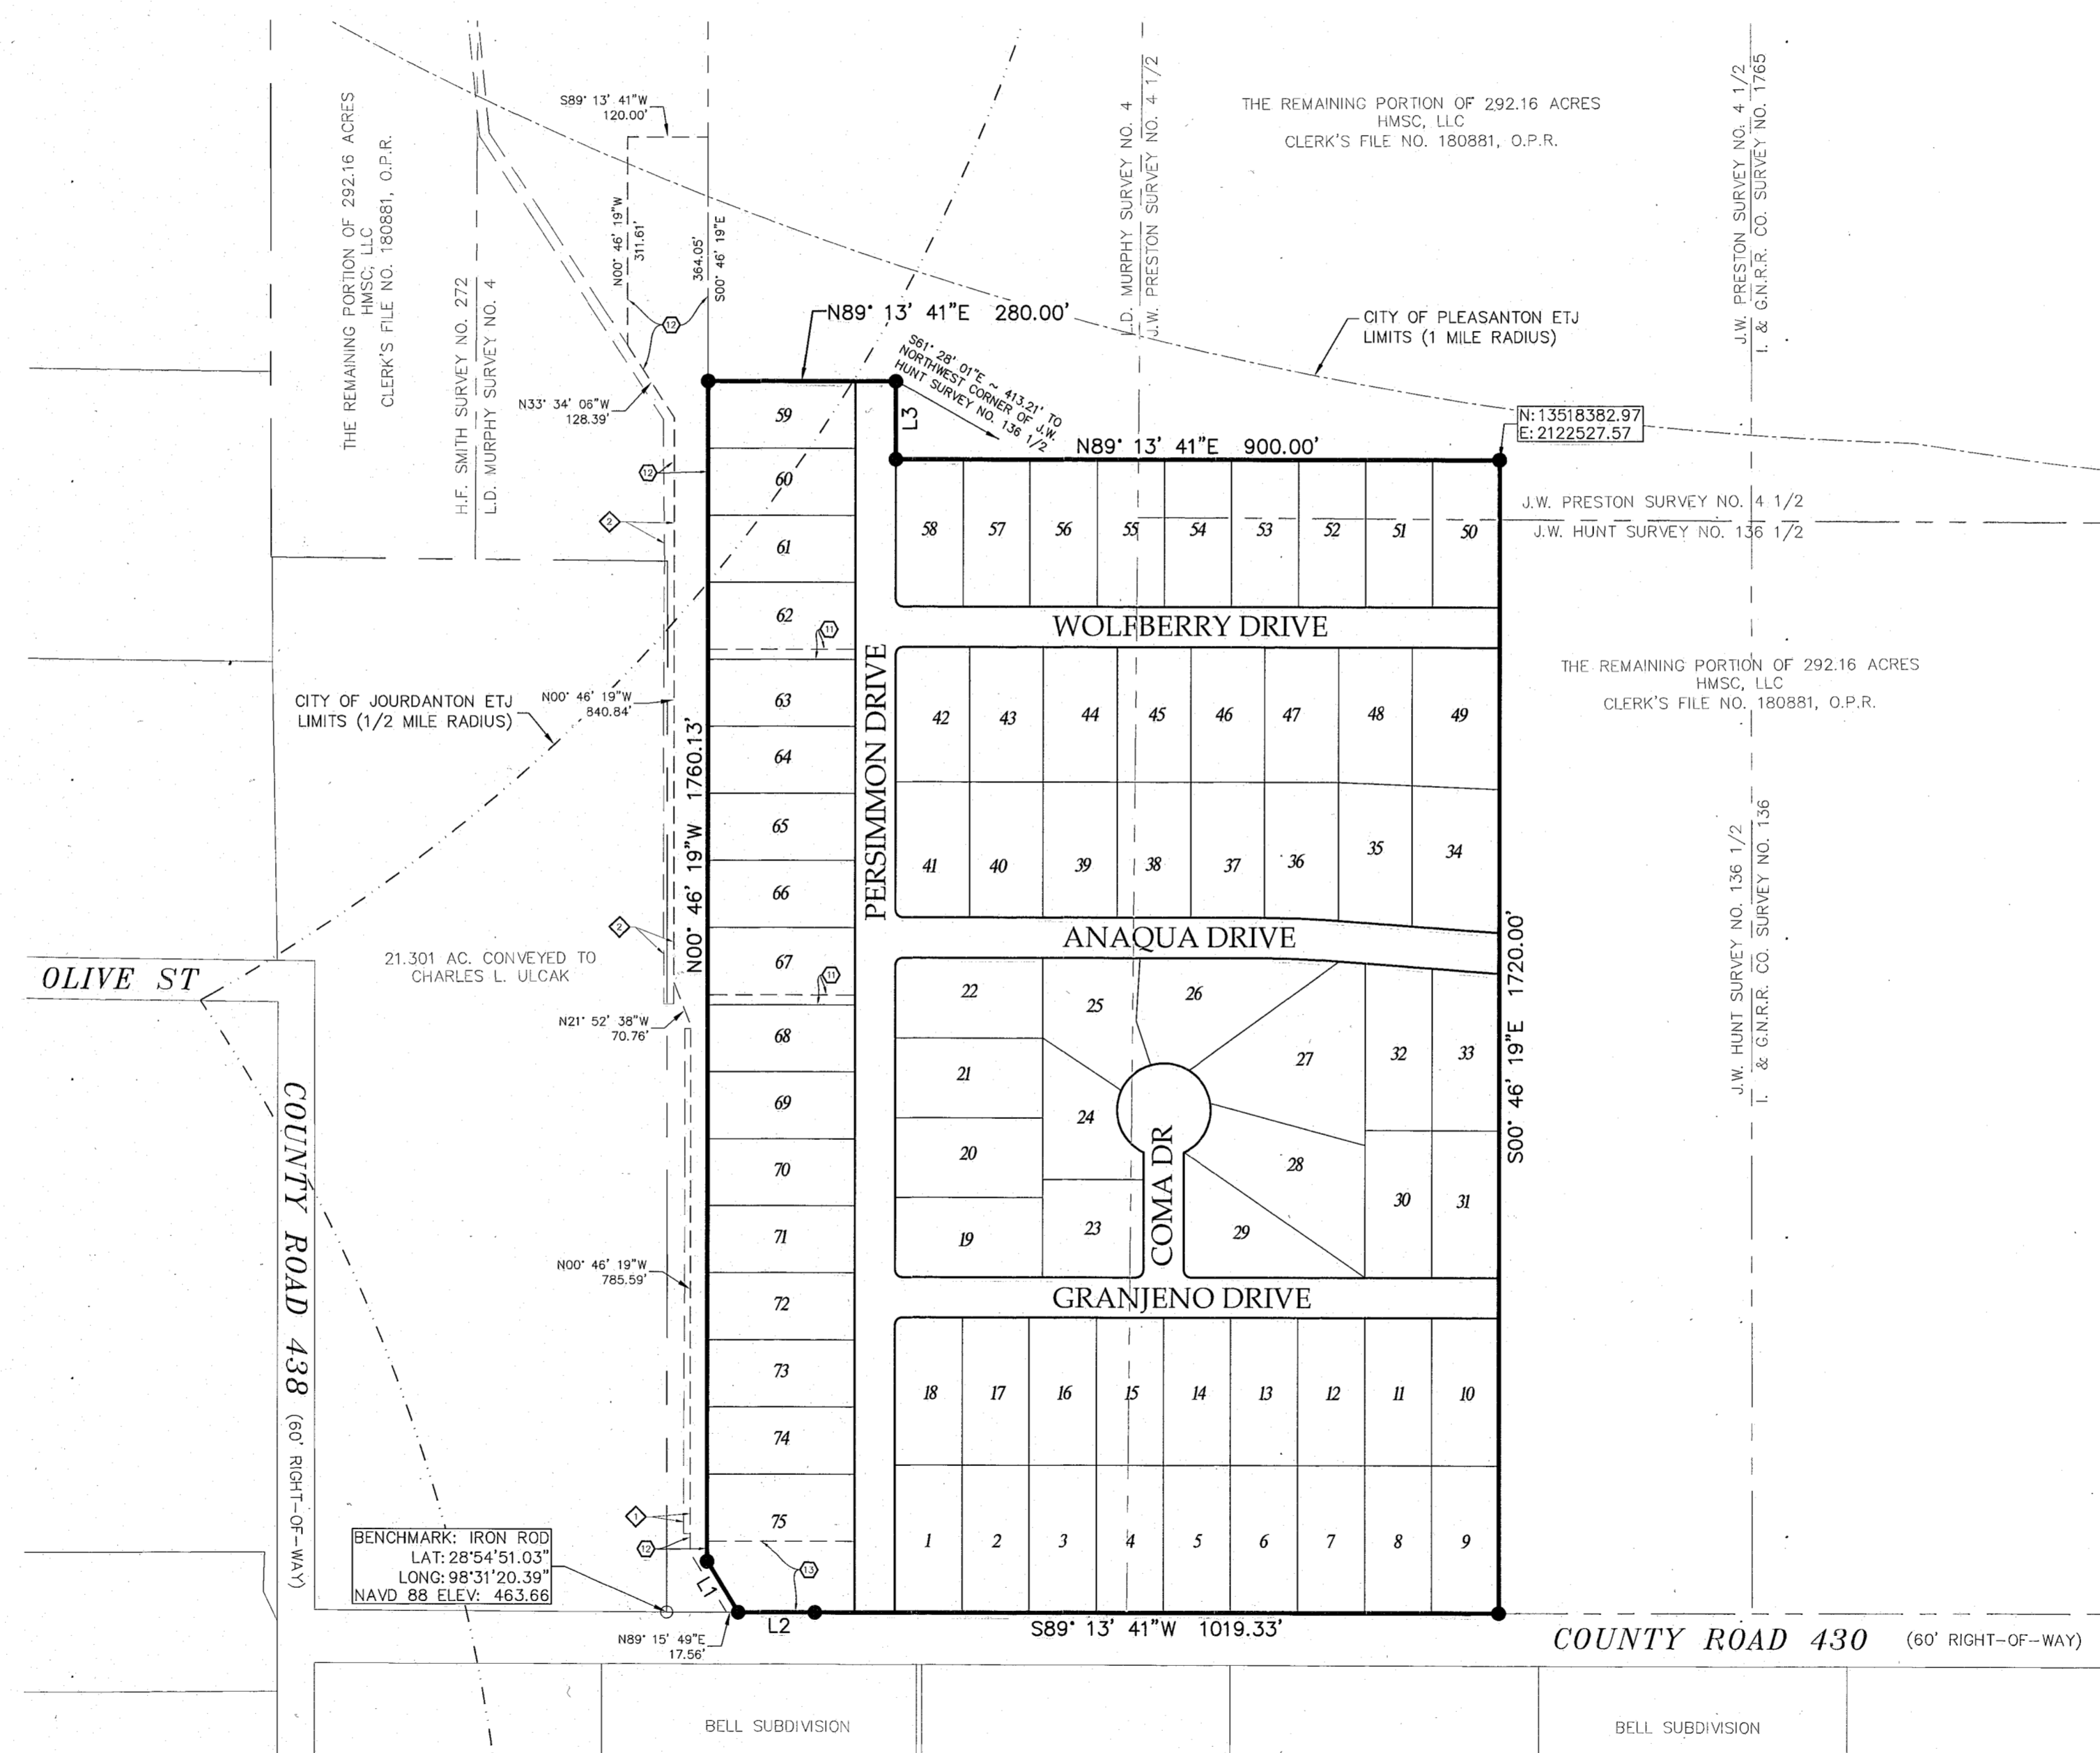 S89° 13' 41"W
120.00'
THE REMAINING PORTION OF 292.16 ACRES
HMSC, LLC
CLERK'S FILE NO. 180881, O.P.R.
H.F. SMITH SURVEY NO. 272
L.D. MURPHY SURVEY NO. 4
N00° 46' 19"W
311.61'
364.05'
S00° 46' 19"E
12
L.D. MURPHY SURVEY NO. 4
J.W. PRESTON SURVEY NO. 4 1/2
THE REMAINING PORTION OF 292.16 ACRES
HMSC, LLC
CLERK'S FILE NO. 180881, O.P.R.
J.W. PRESTON SURVEY NO. 4 1/2
I. & G.N.R.R. CO. SURVEY NO. 1765
N89° 13' 41"E 280.00'
CITY OF PLEASANTON ETJ
LIMITS (1 MILE RADIUS)
S61° 28' 01"E ~ 413.21' TO
NORTHWEST CORNER OF J.W.
HUNT SURVEY NO. 136 1/2
L3
N33° 34' 06"W
128.39'
N: 13518382.97
E: 2122527.57
N89° 13' 41"E 900.00'
12
2
J.W. PRESTON SURVEY NO. 4 1/2
J.W. HUNT SURVEY NO. 136 1/2
59
60
61
62
11
63
64
65
66
67
11
68
69
70
71
72
73
74
75
58 57 56 55 54 53 52 51 50
WOLFBERRY DRIVE
PERSIMMON DRIVE
42 43 44 45 46 47 48 49
41 40 39 38 37 36 35 34
ANAQUA DRIVE
THE REMAINING PORTION OF 292.16 ACRES
HMSC, LLC
CLERK'S FILE NO. 180881, O.P.R.
CITY OF JOURDANTON ETJ
LIMITS (1/2 MILE RADIUS)
N00° 46' 19"W
840.84'
N00° 46' 19"W 1760.13'
S00° 46' 19"E 1720.00'
J.W. HUNT SURVEY NO. 136 1/2
I. & G.N.R.R. CO. SURVEY NO. 136
2
21.301 AC. CONVEYED TO
CHARLES L. ULCAK
OLIVE ST
N21° 52' 38"W
70.76'
22 25 26
21 24 27 32 33
20 28
19 23 29 30 31
COMA DR
GRANJENO DRIVE
COUNTY ROAD 438 (60' RIGHT-OF-WAY)
N00° 46' 19"W
785.59'
18 17 16 15 14 13 12 11 10
1 2 3 4 5 6 7 8 9
1
12
13
BENCHMARK: IRON ROD
LAT: 28°54'51.03"
LONG: 98°31'20.39"
NAVD 88 ELEV: 463.66
L1
L2
N89° 15' 49"E
17.56'
S89° 13' 41"W 1019.33'
COUNTY ROAD 430 (60' RIGHT-OF-WAY)
BELL SUBDIVISION
BELL SUBDIVISION